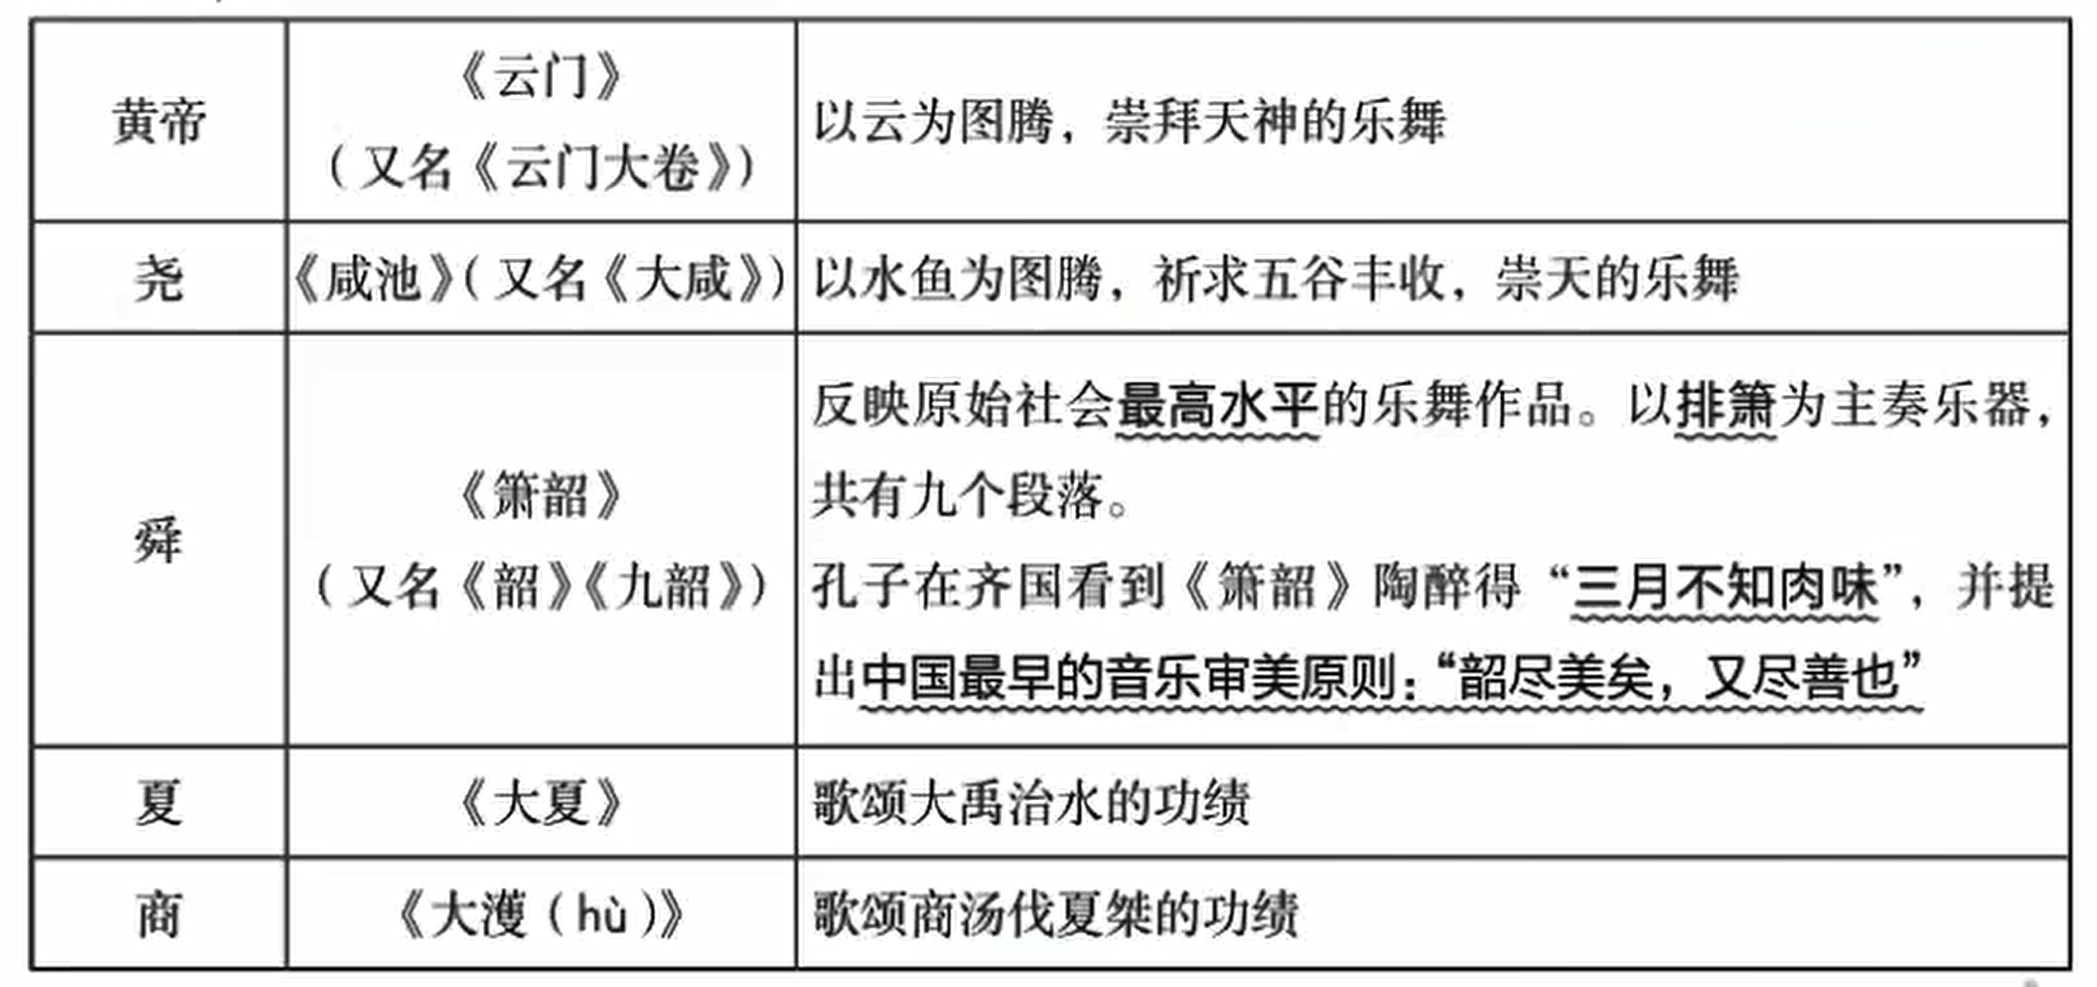 黄帝
《云门》
（又名《云门大卷》）
以云为图腾，崇拜天神的乐舞
尧
《咸池》（又名《大咸》）
以水鱼为图腾，祈求五谷丰收，崇天的乐舞
舜
《箫韶》
（又名《韶》《九韶》）
反映原始社会最高水平的乐舞作品。以排箫为主奏乐器，
共有九个段落。
孔子在齐国看到《箫韶》陶醉得“三月不知肉味”，并提
出中国最早的音乐审美原则：“韶尽美矣，又尽善也”
夏
《大夏》
歌颂大禹治水的功绩
商
《大濩（hù）》
歌颂商汤伐夏桀的功绩